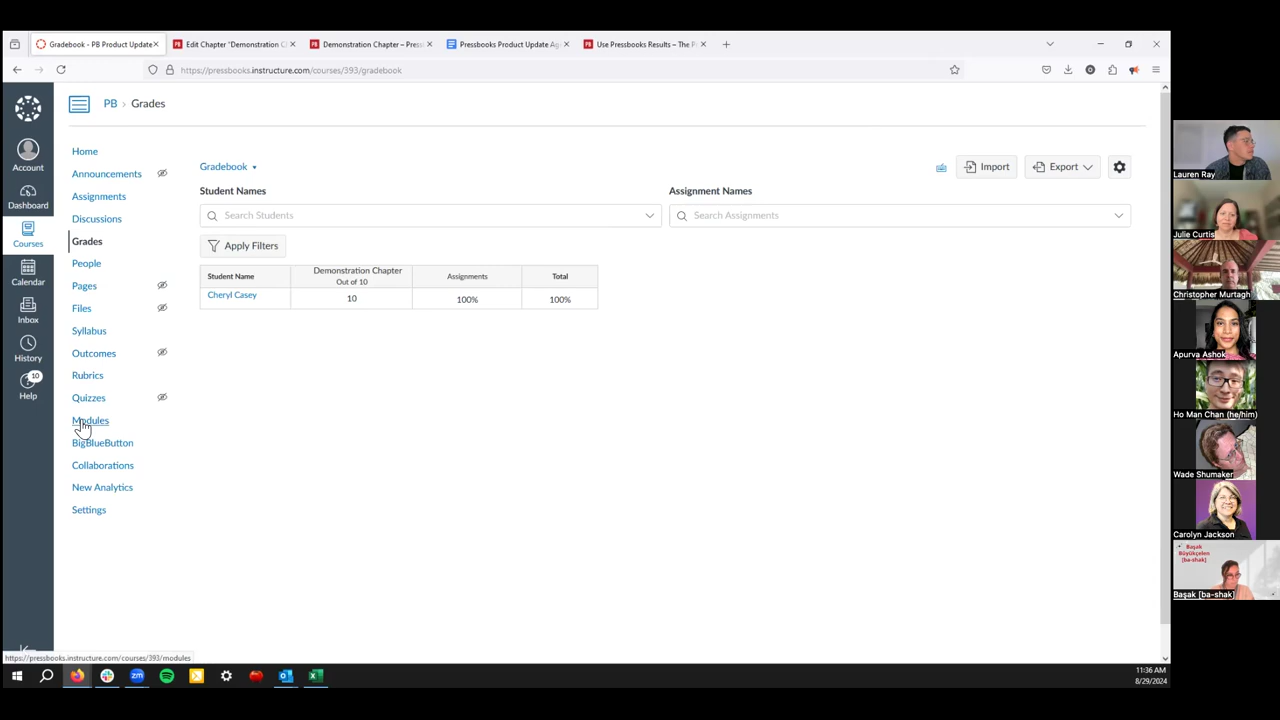 Gradebook - PB Product Update
Edit Chapter "Demonstration C
Demonstration Chapter – Press
Pressbooks Product Update Ag
Use Pressbooks Results – The P
https://pressbooks.instructure.com/courses/393/gradebook
PB › Grades
Account
Dashboard
Courses
Calendar
Inbox
History
10
Help
Home
Announcements
Assignments
Discussions
Grades
People
Pages
Files
Syllabus
Outcomes
Rubrics
Quizzes
Modules
BigBlueButton
Collaborations
New Analytics
Settings
Gradebook
Import
Export
Student Names
Assignment Names
Search Students
Search Assignments
Apply Filters
Student Name
Demonstration Chapter
Out of 10
Assignments
Total
Cheryl Casey
10
100%
100%
https://pressbooks.instructure.com/courses/393/modules
11:36 AM
8/29/2024
Lauren Ray
Julie Curtis
Christopher Murtagh
Apurva Ashok
Ho Man Chan (he/him)
Wade Shumaker
Carolyn Jackson
Başak
Büyükçelen
[ba-shak]
Başak [ba-shak]